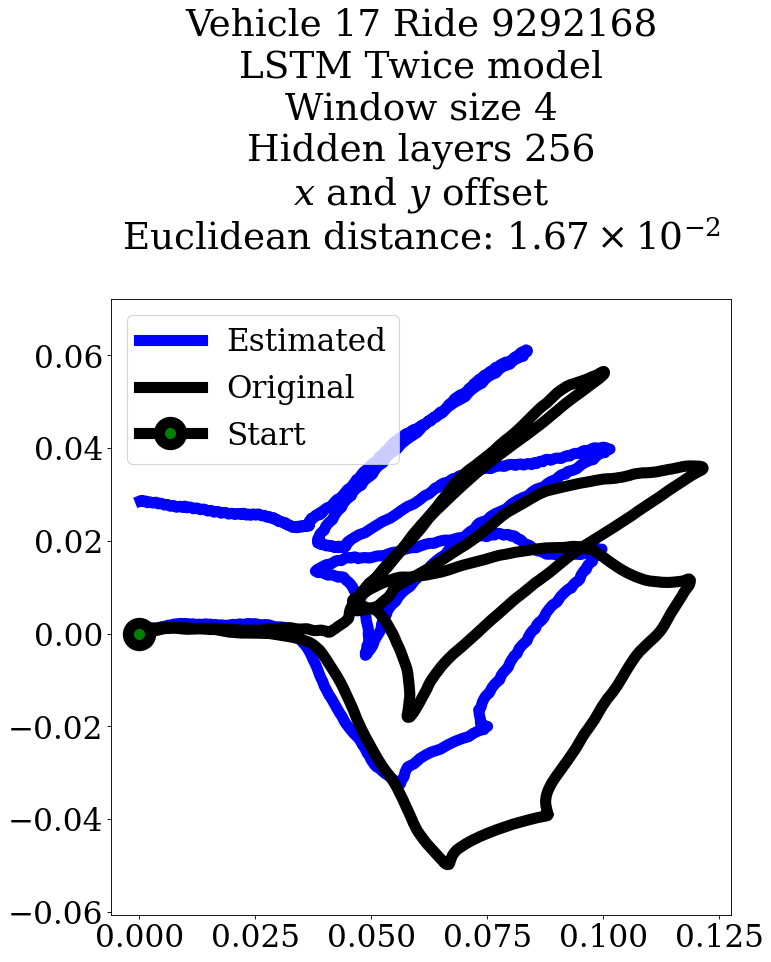 Vehicle 17 Ride 9292168
LSTM Twice model
Window size 4
Hidden layers 256
x and y offset
Euclidean distance: 1.67 × 10⁻²
Estimated
Original
Start
0.06
0.04
0.02
0.00
−0.02
−0.04
−0.06
0.000 0.025 0.050 0.075 0.100 0.125